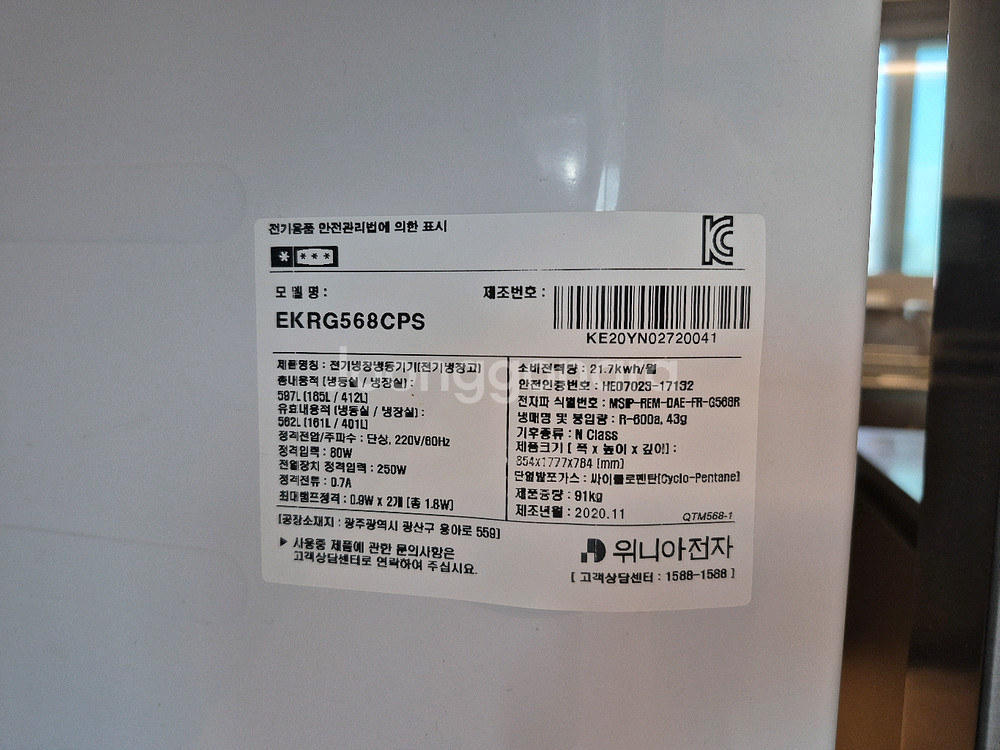 전기용품 안전관리법에 의한 표시
* ***
모 델 명 :
EKRG568CPS
제조번호 :
KE20YN02720041
제품명칭 : 전기냉장냉동기기(전기냉장고)
총내용적 (냉동실 / 냉장실) :
597L (185L / 412L)
유효내용적 (냉동실 / 냉장실) :
562L (161L / 401L)
정격전압/주파수 : 단상, 220V/60Hz
정격입력 : 80W
전열장치 정격입력 : 250W
정격전류 : 0.7A
최대램프정격 : 0.9W x 2개 [총 1.8W]
소비전력량 : 21.7kwh/월
안전인증번호 : HE07023-17132
전자파 식별번호 : MSIP-REM-DAE-FR-G568R
냉매명 및 봉입량 : R-600a, 43g
기후종류 : N Class
제품크기 [ 폭 x 높이 x 깊이] :
854x1777x784 [mm]
단열발포가스 : 싸이클로펜탄[Cyclo-Pentane]
제품중량 : 91kg
제조년월 : 2020.11
QTM568-1
[공장소재지 : 광주광역시 광산구 용아로 559]
▶ 사용중 제품에 관한 문의사항은
고객상담센터로 연락하여 주십시요.
위니아전자
[ 고객상담센터 : 1588-1588 ]